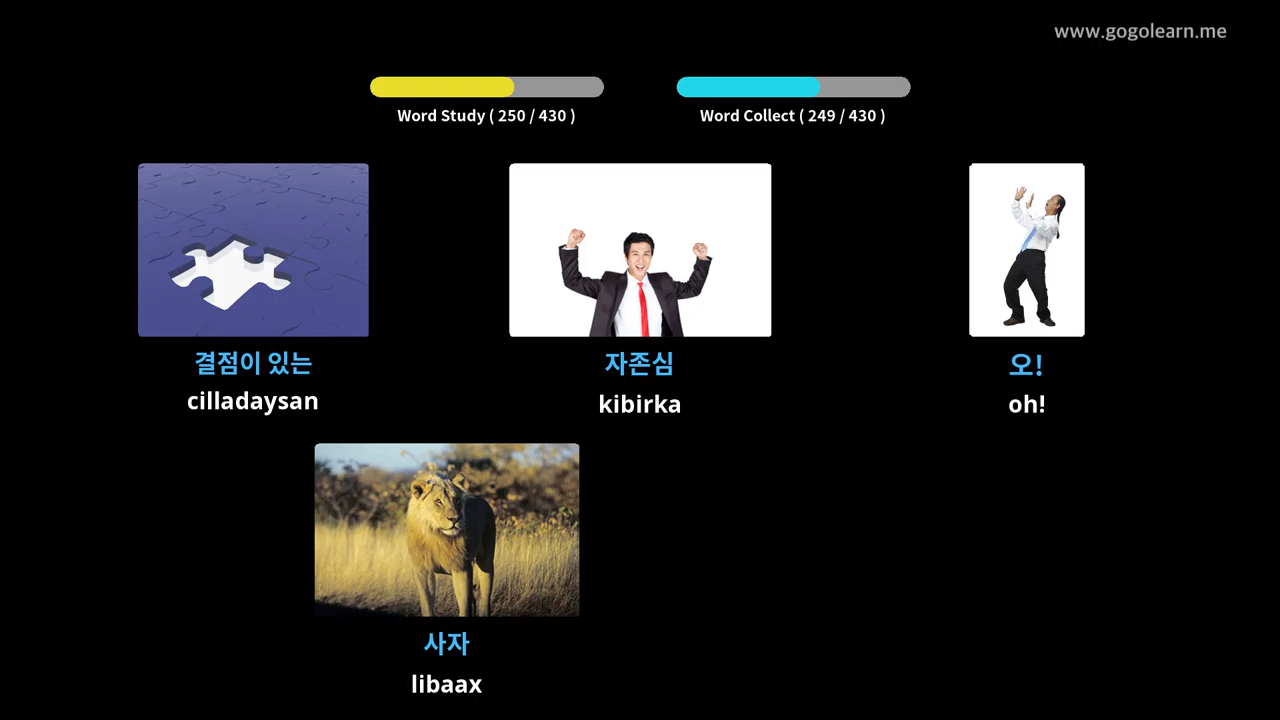 www.gogolearn.me
Word Study ( 250 / 430 )
Word Collect ( 249 / 430 )
결점이 있는
cilladaysan
자존심
kibirka
오!
oh!
사자
libaax